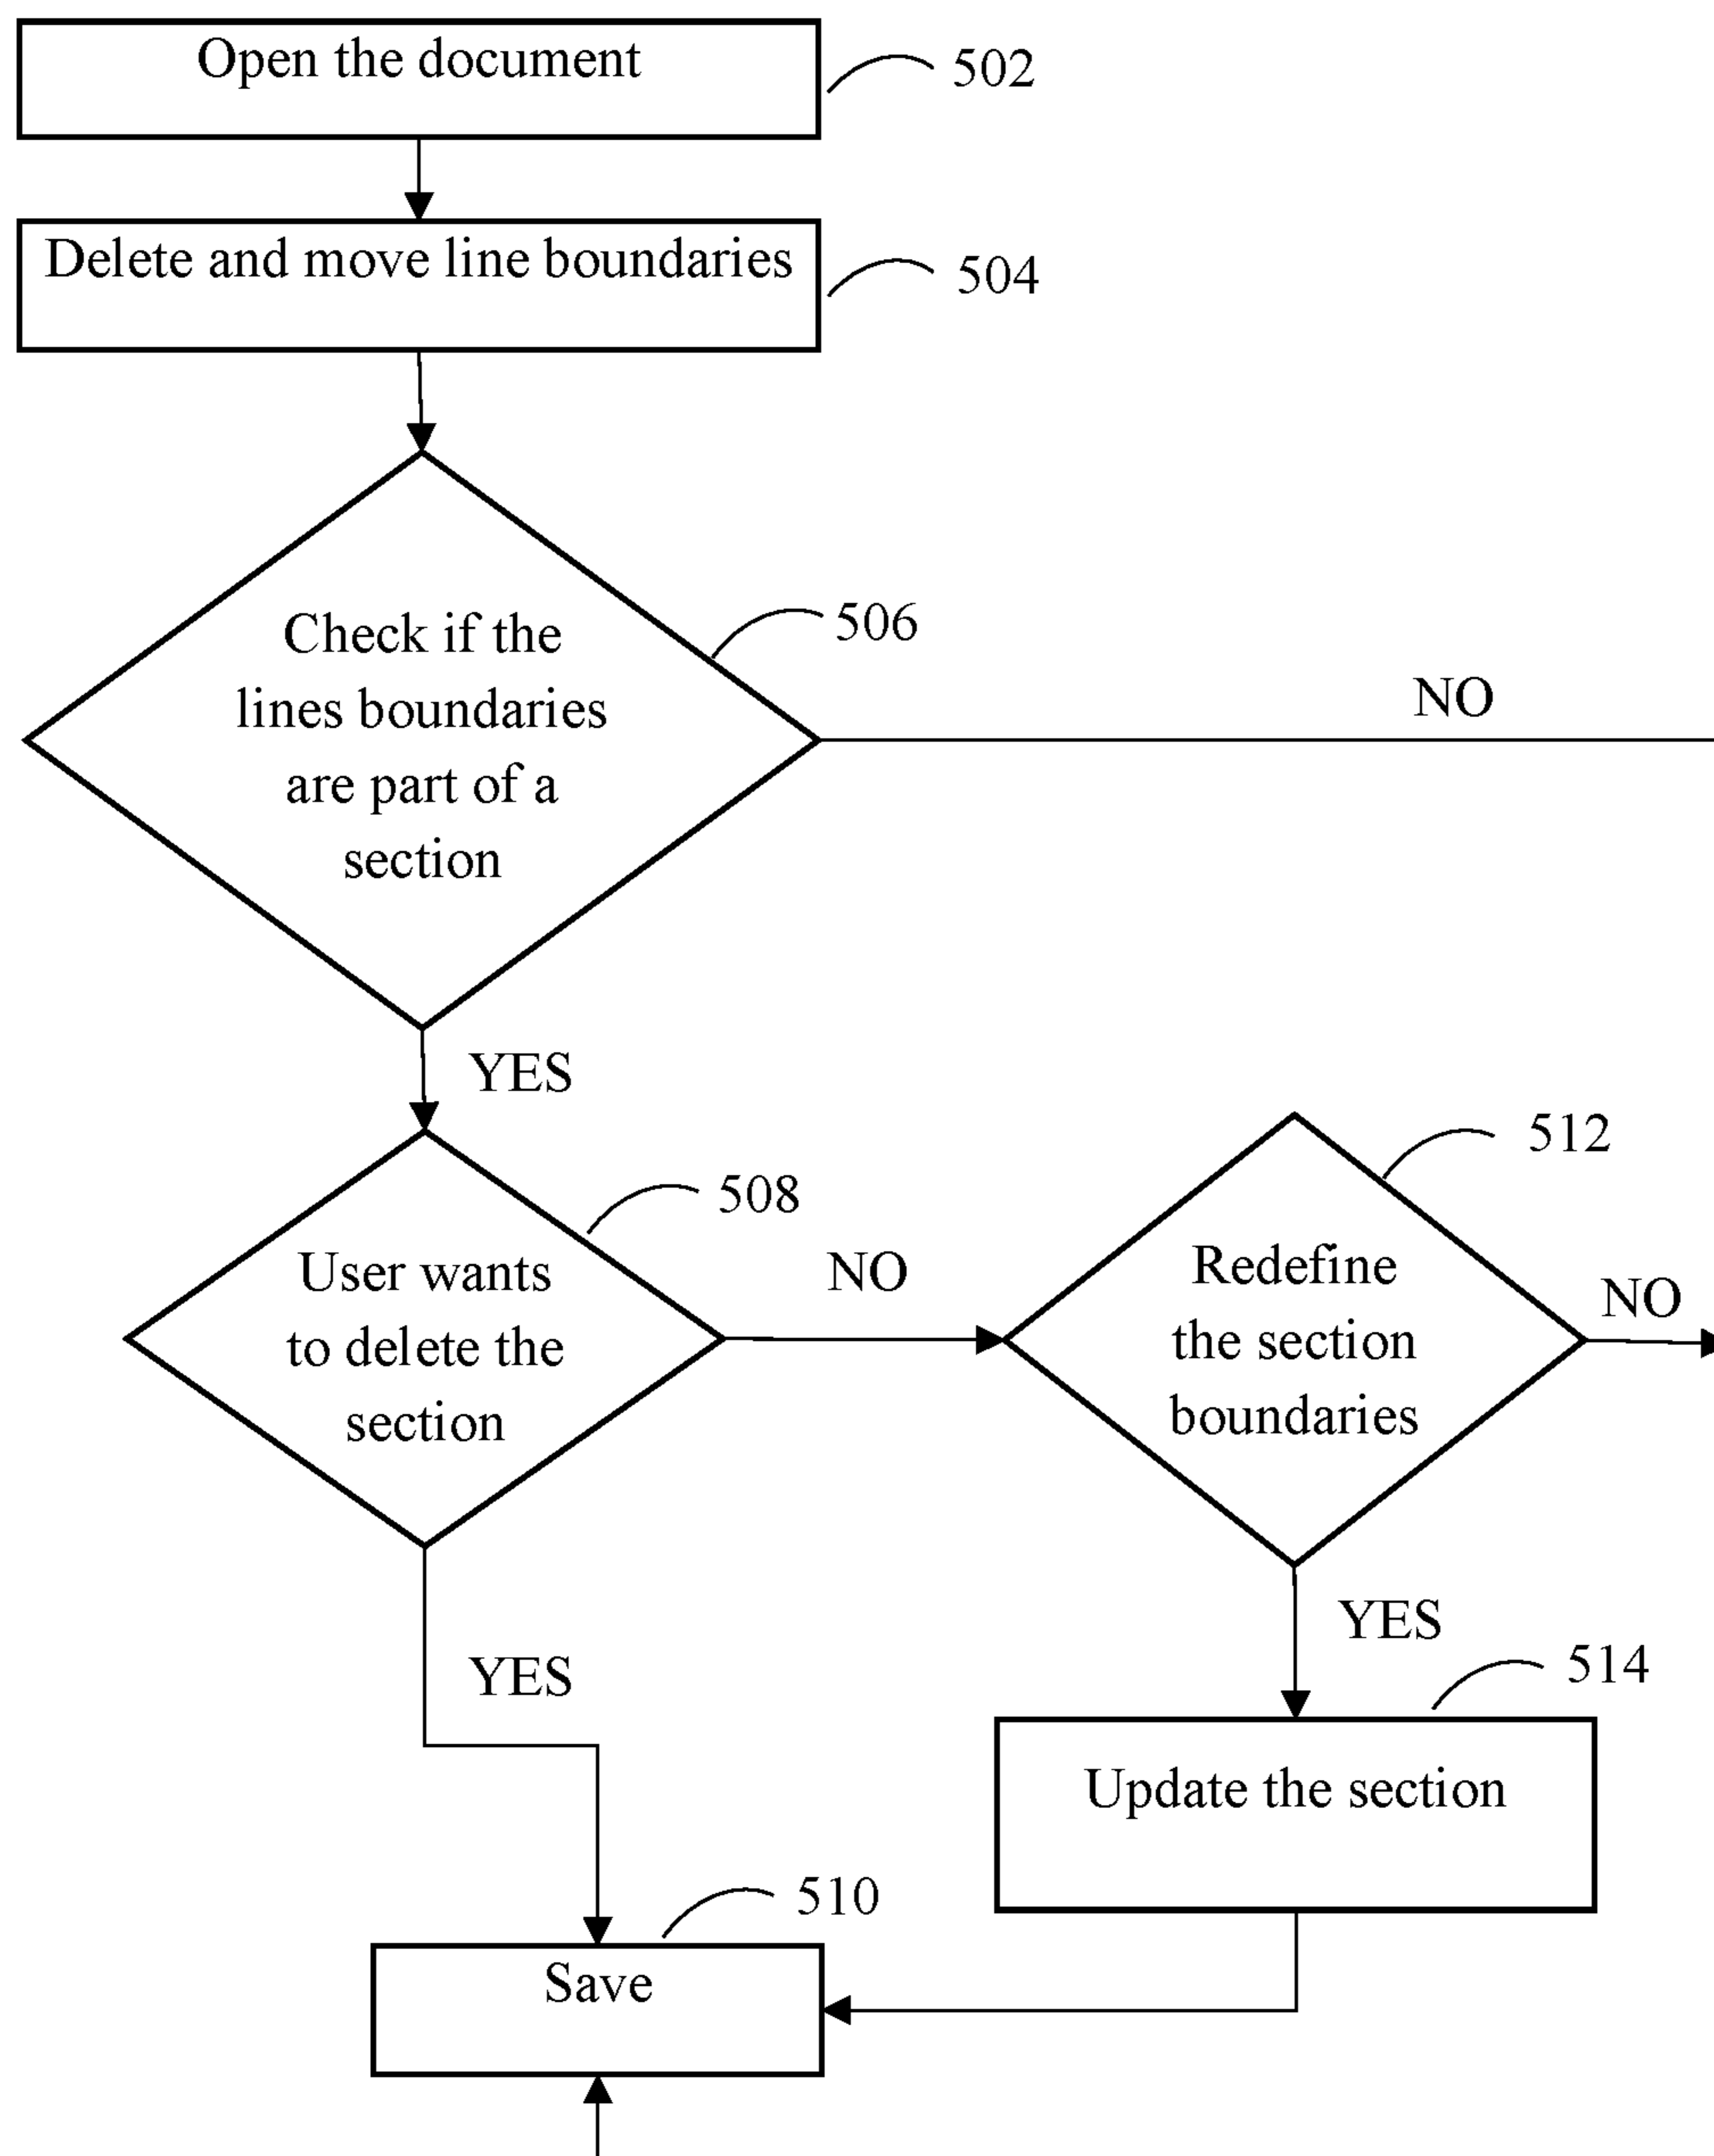 Open the document
502
Delete and move line boundaries
504
Check if the
lines boundaries
are part of a
section
506
NO
YES
User wants
to delete the
section
508
NO
Redefine
the section
boundaries
512
NO
YES
YES
Update the section
514
Save
510